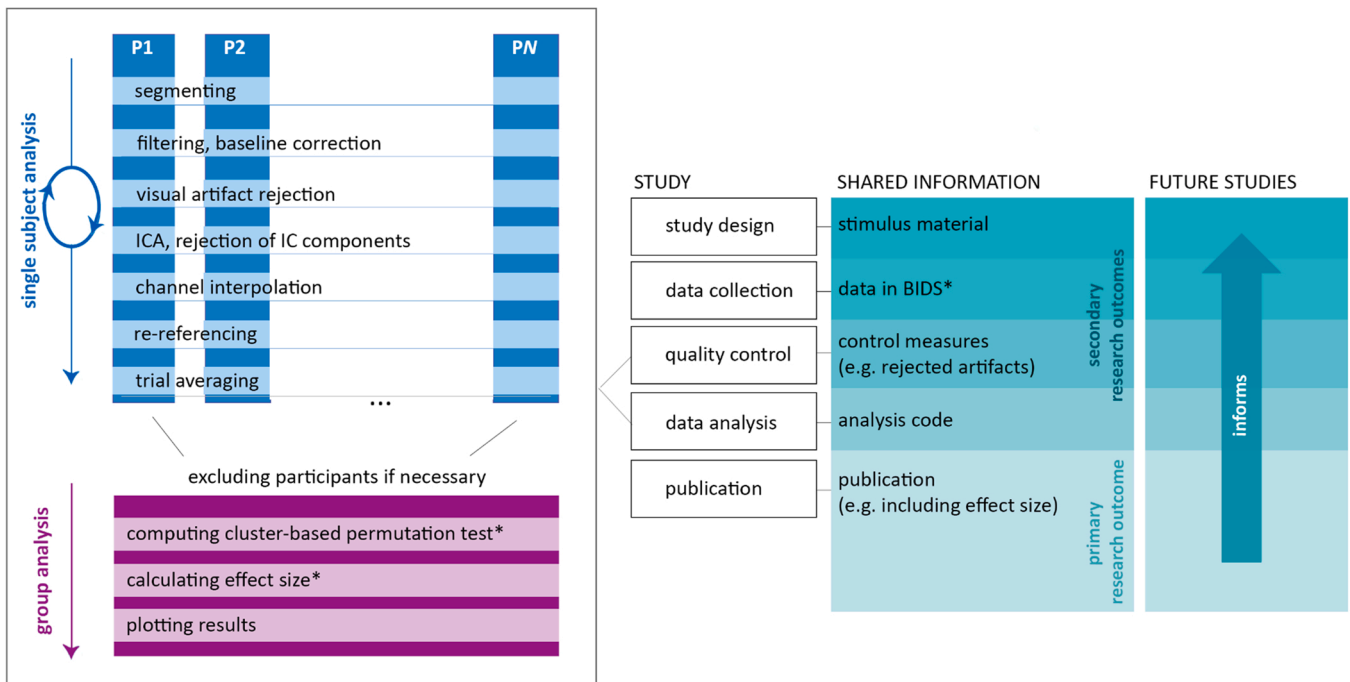 P1 P2 PN
segmenting
filtering, baseline correction
visual artifact rejection
ICA, rejection of IC components
channel interpolation
re-referencing
trial averaging
...
single subject analysis
excluding participants if necessary
computing cluster-based permutation test*
calculating effect size*
plotting results
group analysis
STUDY
study design
data collection
quality control
data analysis
publication
SHARED INFORMATION
stimulus material
data in BIDS*
control measures
(e.g. rejected artifacts)
analysis code
publication
(e.g. including effect size)
secondary
research outcomes
primary
research outcome
FUTURE STUDIES
informs